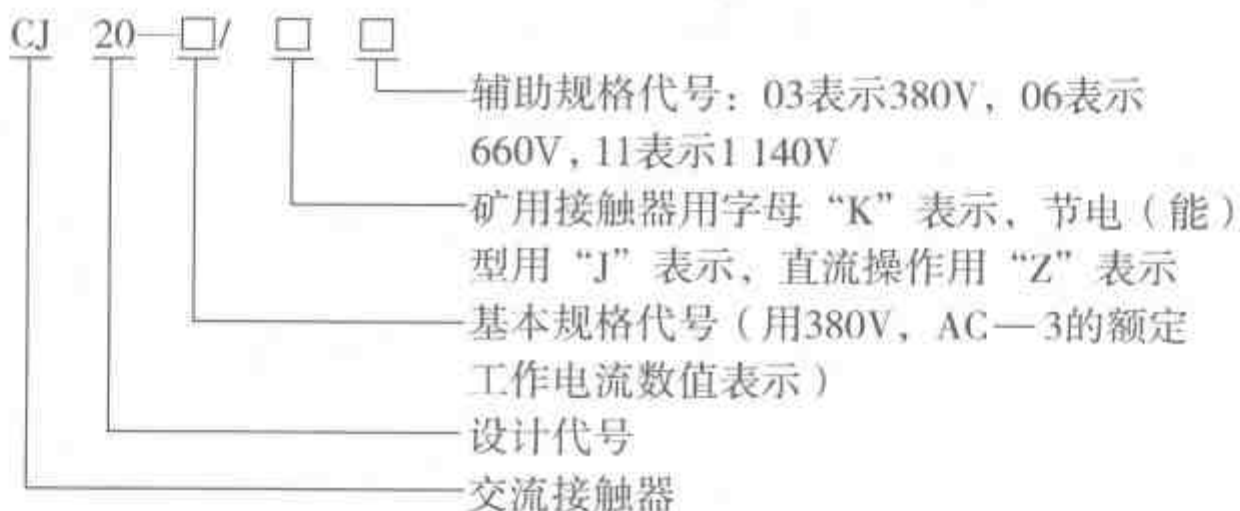 CJ 20—□/ □ □
辅助规格代号：03表示380V，06表示
660V，11表示1 140V
矿用接触器用字母“K”表示，节电（能）
型用“J”表示，直流操作用“Z”表示
基本规格代号（用380V，AC—3的额定
工作电流数值表示）
设计代号
交流接触器